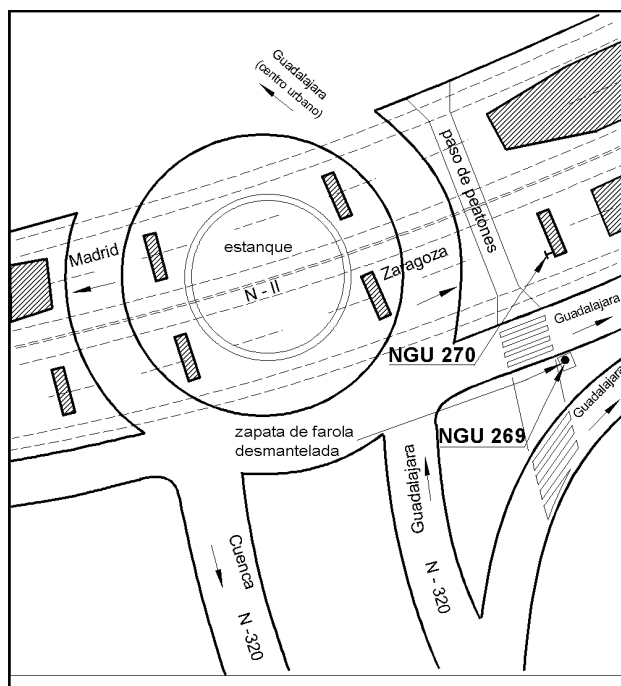 Guadalajara
(centro urbano)
paso de peatones
Madrid
estanque
Zaragoza
N - II
Guadalajara
NGU 270
Guadalajara
zapata de farola
desmantelada
NGU 269
Guadalajara
N - 320
Cuenca
N -320